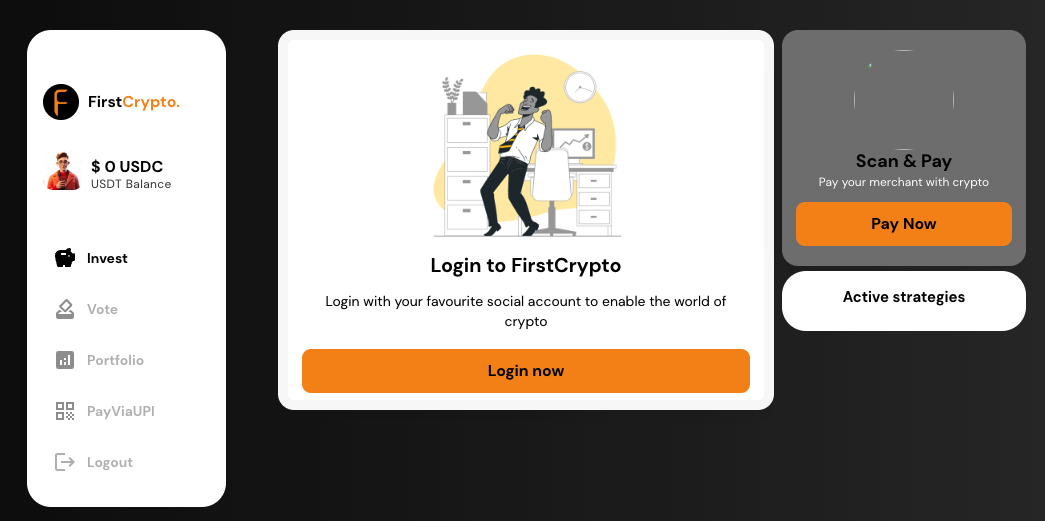 FirstCrypto.
$ 0 USDC
USDT Balance
Invest
Vote
Portfolio
PayViaUPI
Logout
Login to FirstCrypto
Login with your favourite social account to enable the world of
crypto
Login now
Scan & Pay
Pay your merchant with crypto
Pay Now
Active strategies